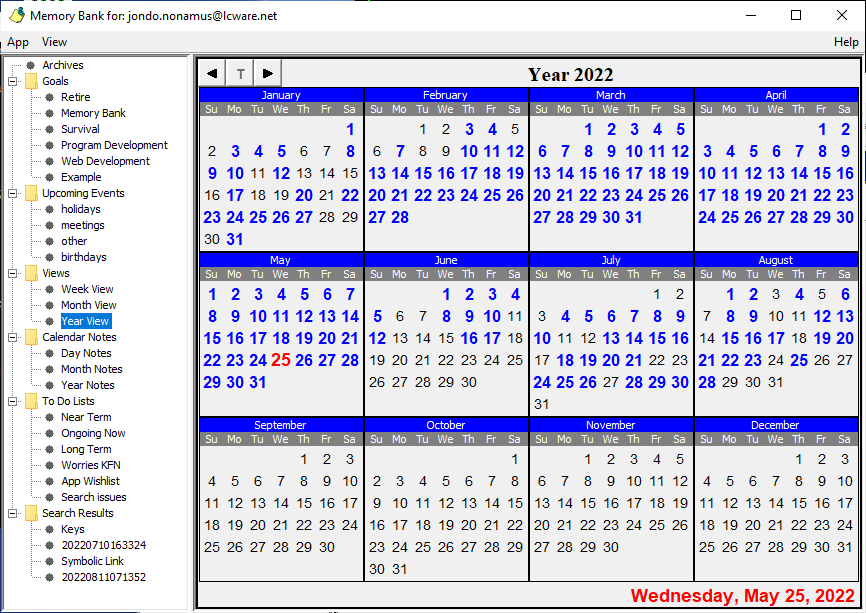 Memory Bank for: jondo.nonamus@lcware.net
App View Help
Archives
Goals
Retire
Memory Bank
Survival
Program Development
Web Development
Example
Upcoming Events
holidays
meetings
other
birthdays
Views
Week View
Month View
Year View
Calendar Notes
Day Notes
Month Notes
Year Notes
To Do Lists
Near Term
Ongoing Now
Long Term
Worries KFN
App Wishlist
Search issues
Search Results
Keys
20220710163324
Symbolic Link
20220811071352
T
Year 2022
January
Su Mo Tu We Th Fr Sa
1
2 3 4 5 6 7 8
9 10 11 12 13 14 15
16 17 18 19 20 21 22
23 24 25 26 27 28 29
30 31
February
Su Mo Tu We Th Fr Sa
1 2 3 4 5
6 7 8 9 10 11 12
13 14 15 16 17 18 19
20 21 22 23 24 25 26
27 28
March
Su Mo Tu We Th Fr Sa
1 2 3 4 5
6 7 8 9 10 11 12
13 14 15 16 17 18 19
20 21 22 23 24 25 26
27 28 29 30 31
April
Su Mo Tu We Th Fr Sa
1 2
3 4 5 6 7 8 9
10 11 12 13 14 15 16
17 18 19 20 21 22 23
24 25 26 27 28 29 30
May
Su Mo Tu We Th Fr Sa
1 2 3 4 5 6 7
8 9 10 11 12 13 14
15 16 17 18 19 20 21
22 23 24 25 26 27 28
29 30 31
June
Su Mo Tu We Th Fr Sa
1 2 3 4
5 6 7 8 9 10 11
12 13 14 15 16 17 18
19 20 21 22 23 24 25
26 27 28 29 30
July
Su Mo Tu We Th Fr Sa
1 2
3 4 5 6 7 8 9
10 11 12 13 14 15 16
17 18 19 20 21 22 23
24 25 26 27 28 29 30
31
August
Su Mo Tu We Th Fr Sa
1 2 3 4 5 6
7 8 9 10 11 12 13
14 15 16 17 18 19 20
21 22 23 24 25 26 27
28 29 30 31
September
Su Mo Tu We Th Fr Sa
1 2 3
4 5 6 7 8 9 10
11 12 13 14 15 16 17
18 19 20 21 22 23 24
25 26 27 28 29 30
October
Su Mo Tu We Th Fr Sa
1
2 3 4 5 6 7 8
9 10 11 12 13 14 15
16 17 18 19 20 21 22
23 24 25 26 27 28 29
30 31
November
Su Mo Tu We Th Fr Sa
1 2 3 4 5
6 7 8 9 10 11 12
13 14 15 16 17 18 19
20 21 22 23 24 25 26
27 28 29 30
December
Su Mo Tu We Th Fr Sa
1 2 3
4 5 6 7 8 9 10
11 12 13 14 15 16 17
18 19 20 21 22 23 24
25 26 27 28 29 30 31
Wednesday, May 25, 2022